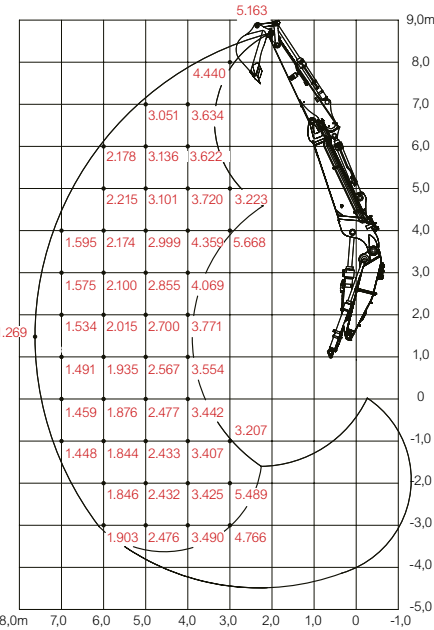 5.163 9,0m
4.440 8,0
3.051 3.634 7,0
2.178 3.136 3.622 6,0
2.215 3.101 3.720 3.223 5,0
1.595 2.174 2.999 4.359 5.668 4,0
1.575 2.100 2.855 4.069 3,0
1.534 2.015 2.700 3.771 2,0
.269
1.491 1.935 2.567 3.554 1,0
1.459 1.876 2.477 3.442 0
3.207
1.448 1.844 2.433 3.407 -1,0
1.846 2.432 3.425 5.489 -2,0
1.903 2.476 3.490 4.766 -3,0
-4,0
-5,0
8,0m 7,0 6,0 5,0 4,0 3,0 2,0 1,0 0 -1,0